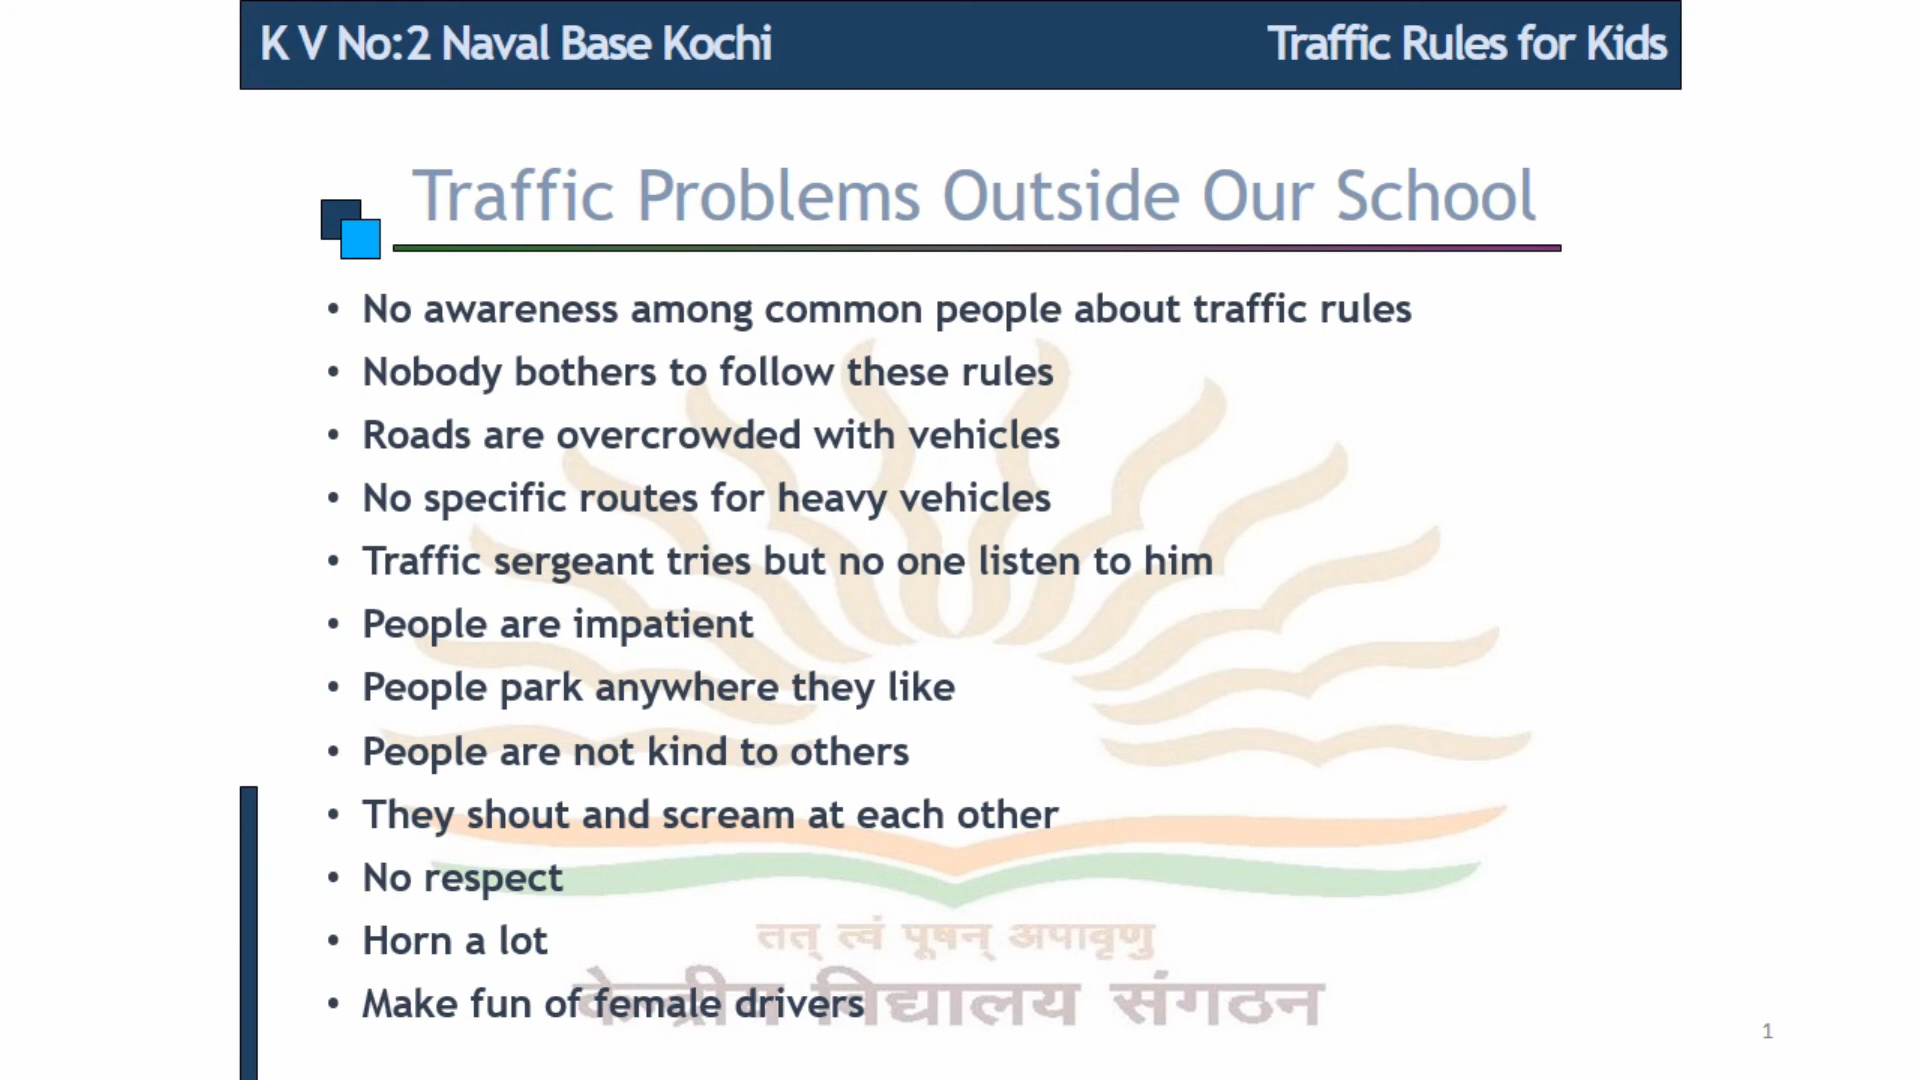 K V No:2 Naval Base Kochi
Traffic Rules for Kids
Traffic Problems Outside Our School
• No awareness among common people about traffic rules
• Nobody bothers to follow these rules
• Roads are overcrowded with vehicles
• No specific routes for heavy vehicles
• Traffic sergeant tries but no one listen to him
• People are impatient
• People park anywhere they like
• People are not kind to others
• They shout and scream at each other
• No respect
• Horn a lot
• Make fun of female drivers
तत् त्वं पूषन् अपावृणु
केन्द्रीय विद्यालय संगठन
1